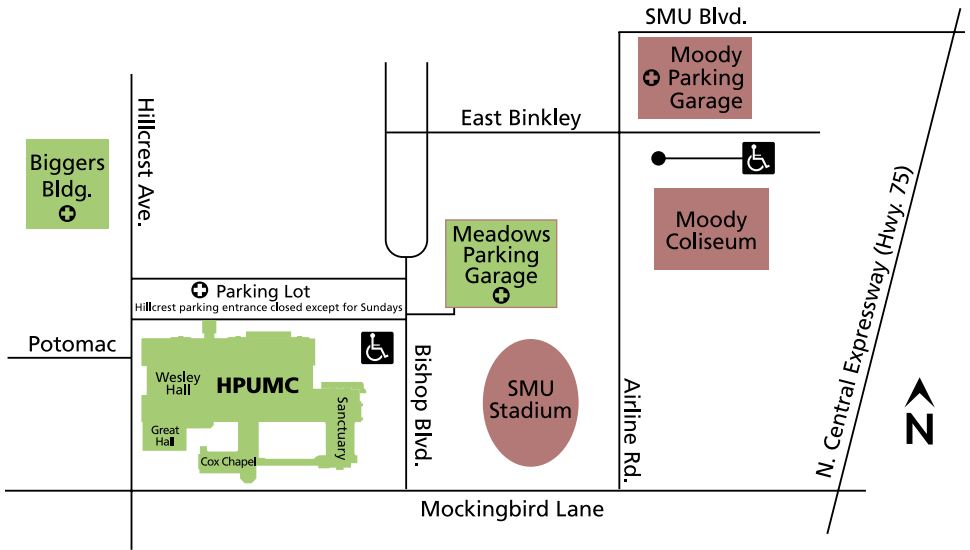 SMU Blvd.
Moody
Parking
Garage
East Binkley
Hillcrest Ave.
Biggers
Bldg.
Moody
Coliseum
Meadows
Parking
Garage
Parking Lot
Hillcrest parking entrance closed except for Sundays
Potomac
Wesley
Hall
HPUMC
Great
Hall
Cox Chapel
Sanctuary
Bishop Blvd.
SMU
Stadium
Airline Rd.
N. Central Expressway (Hwy. 75)
N
Mockingbird Lane